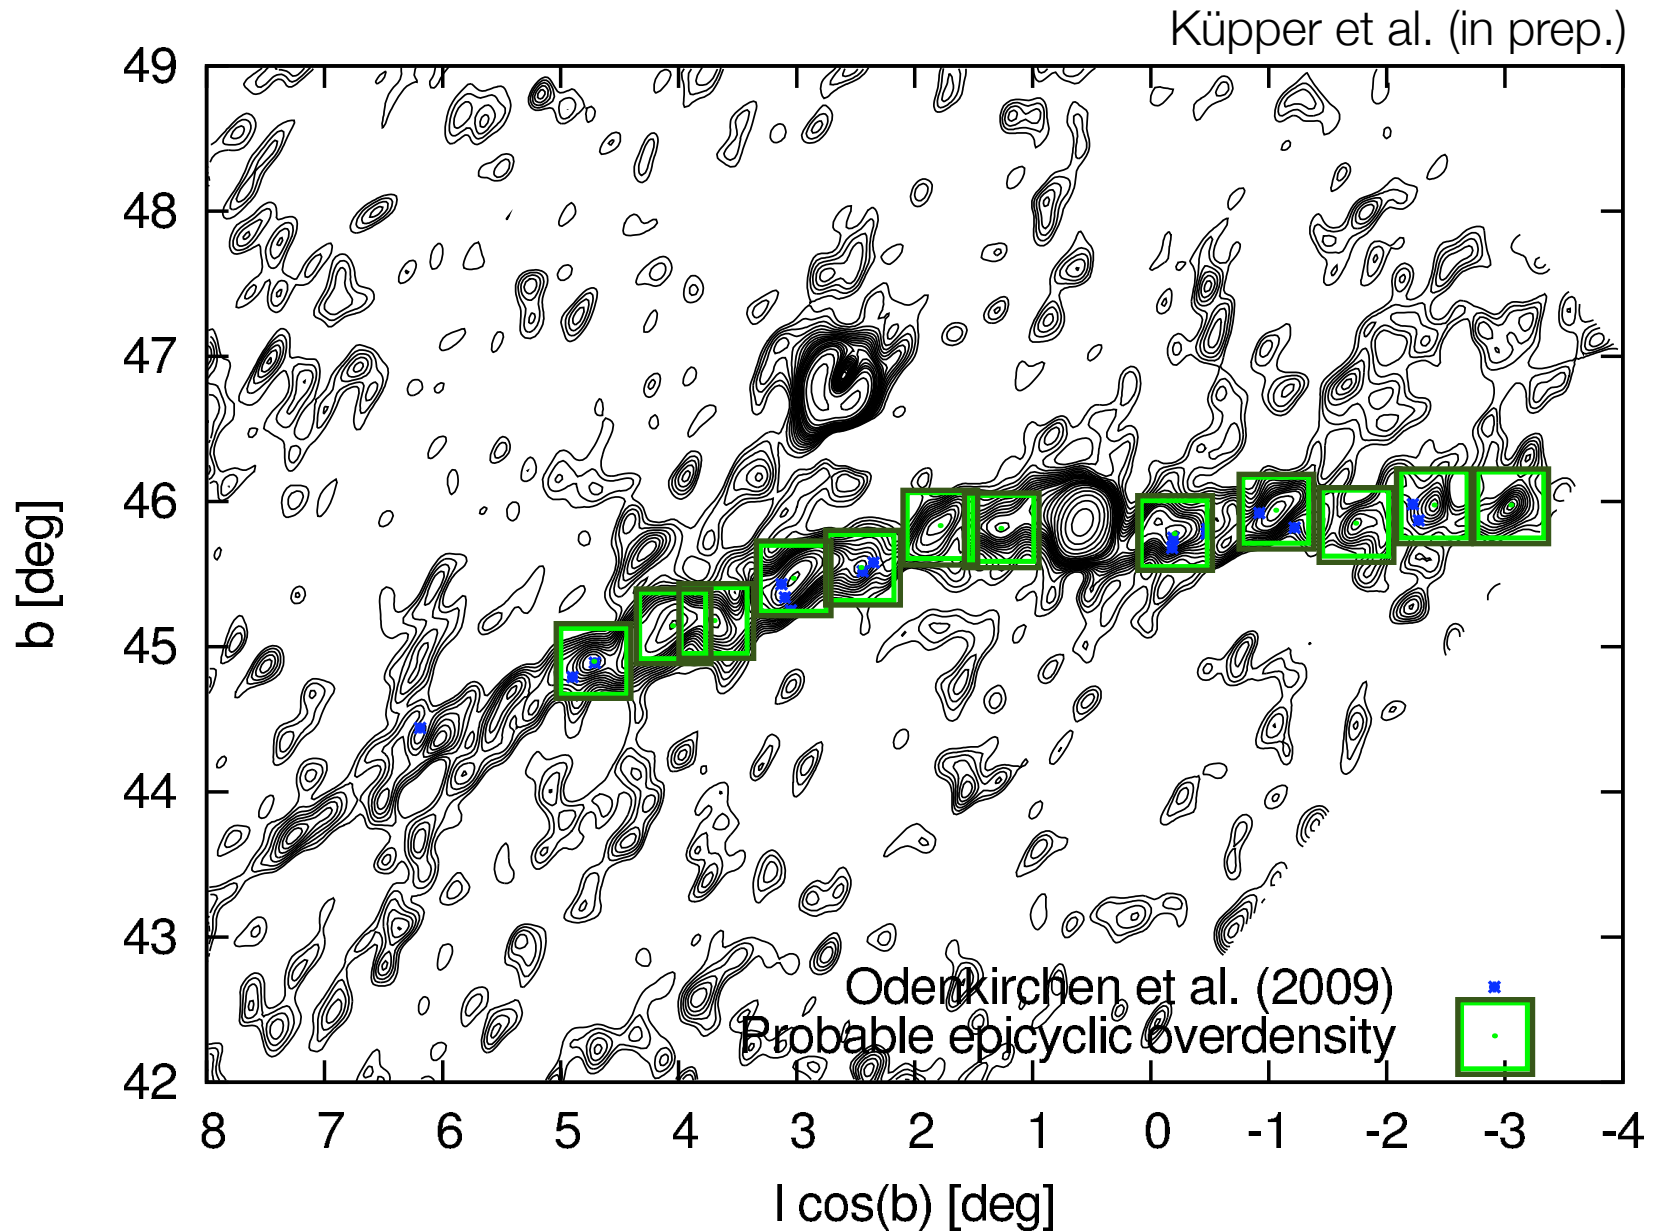 Küpper et al. (in prep.)
49
48
47
46
45
44
43
42
b [deg]
Odenkirchen et al. (2009)
Probable epicyclic overdensity
8 7 6 5 4 3 2 1 0 -1 -2 -3 -4
l cos(b) [deg]